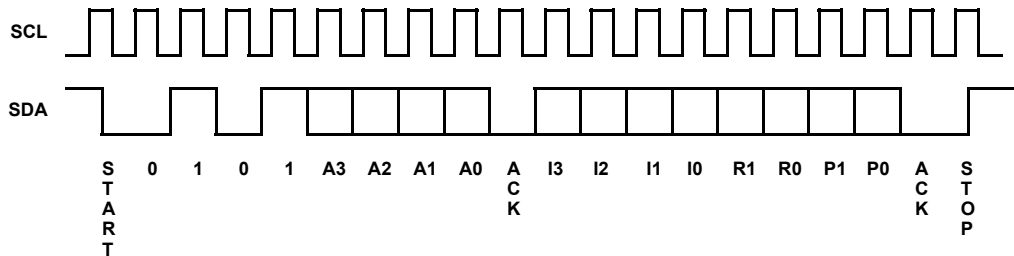 SCL
SDA
START 0 1 0 1 A3 A2 A1 A0 ACK I3 I2 I1 I0 R1 R0 P1 P0 ACK STOP